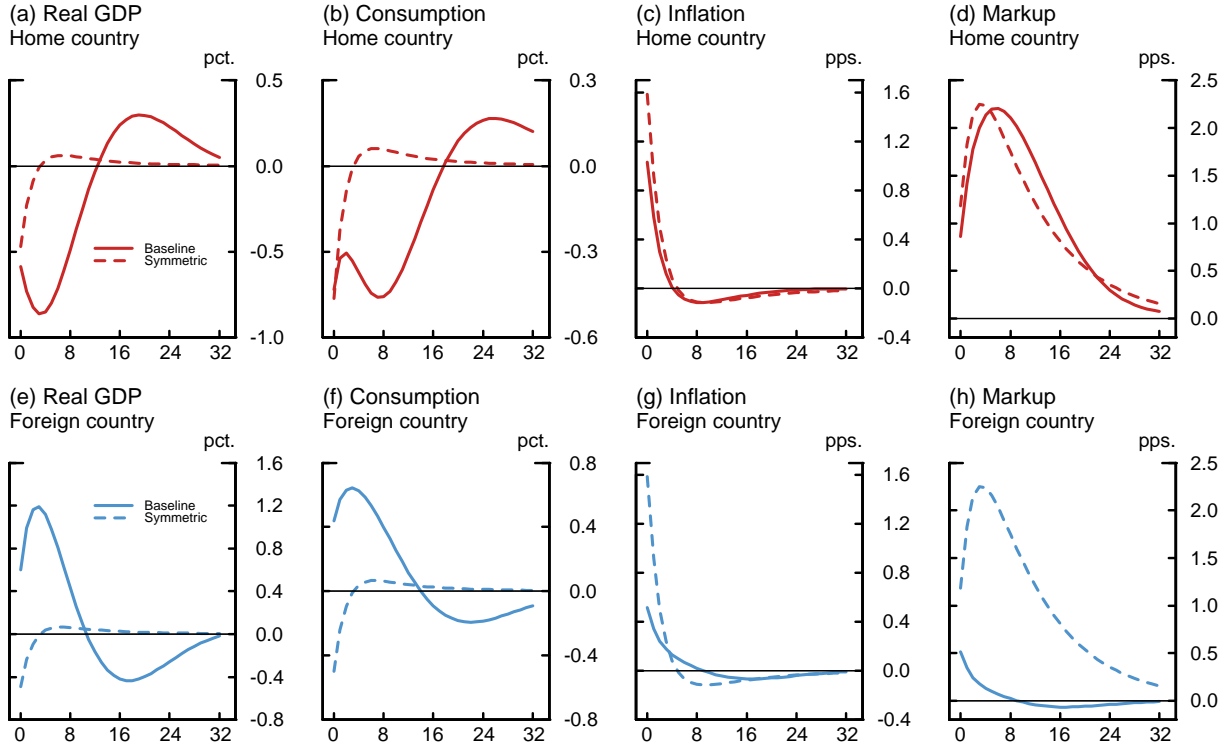 (a) Real GDP
Home country
pct.
0.5
0.0
-0.5
-1.0
Baseline
Symmetric
0 8 16 24 32
(b) Consumption
Home country
pct.
0.3
0.0
-0.3
-0.6
0 8 16 24 32
(c) Inflation
Home country
pps.
1.6
1.2
0.8
0.4
0.0
-0.4
0 8 16 24 32
(d) Markup
Home country
pps.
2.5
2.0
1.5
1.0
0.5
0.0
0 8 16 24 32
(e) Real GDP
Foreign country
pct.
1.6
1.2
0.8
0.4
0.0
-0.4
-0.8
Baseline
Symmetric
0 8 16 24 32
(f) Consumption
Foreign country
pct.
0.8
0.4
0.0
-0.4
-0.8
0 8 16 24 32
(g) Inflation
Foreign country
pps.
1.6
1.2
0.8
0.4
0.0
-0.4
0 8 16 24 32
(h) Markup
Foreign country
pps.
2.5
2.0
1.5
1.0
0.5
0.0
0 8 16 24 32